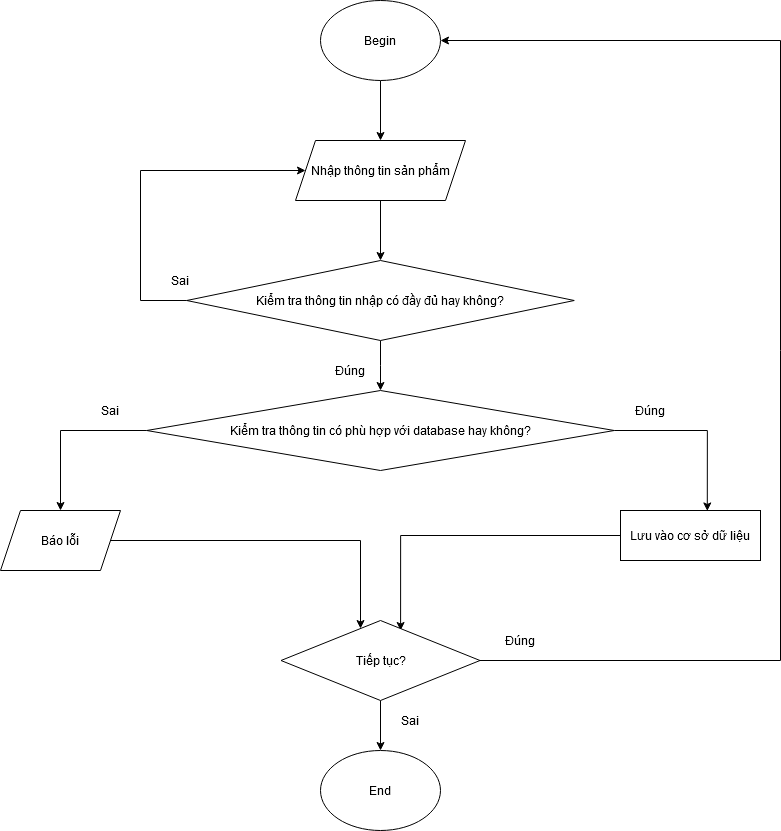 Begin
Nhập thông tin sản phẩm
Sai
Kiểm tra thông tin nhập có đầy đủ hay không?
Đúng
Sai
Đúng
Kiểm tra thông tin có phù hợp với database hay không?
Báo lỗi
Lưu vào cơ sở dữ liệu
Đúng
Tiếp tục?
Sai
End